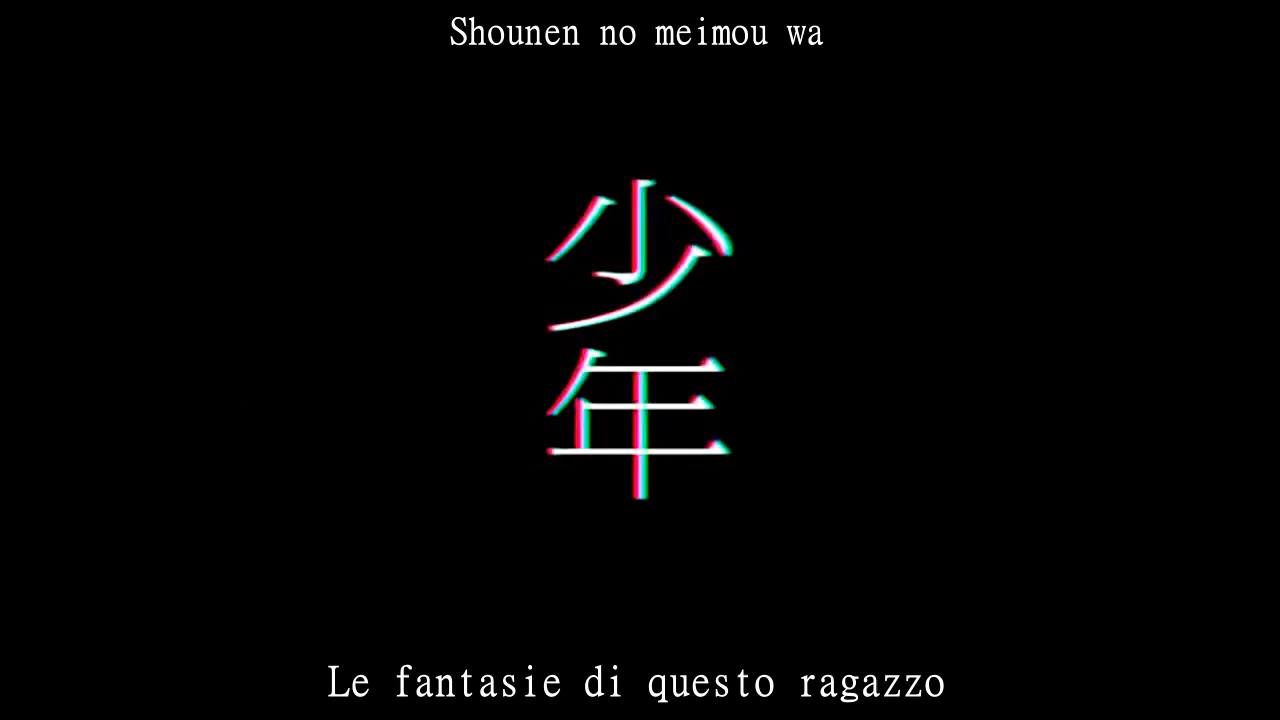 Shounen no meimou wa
少年
Le fantasie di questo ragazzo